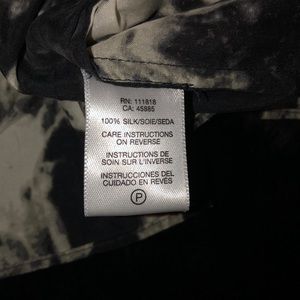 RN: 111818
CA: 45885
100% SILK/SOIE/SEDA
CARE INSTRUCTIONS
ON REVERSE
INSTRUCTIONS DE
SOIN SUR L'INVERSE
INSTRUCCIONES DEL
CUIDADO EN REVÉS
P